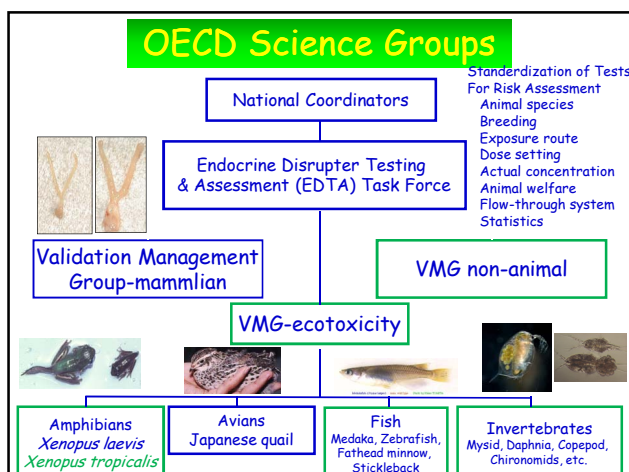 OECD Science Groups
Standerdization of Tests
For Risk Assessment
Animal species
Breeding
Exposure route
Dose setting
Actual concentration
Animal welfare
Flow-through system
Statistics
National Coordinators
Endocrine Disrupter Testing
& Assessment (EDTA) Task Force
Validation Management
Group-mammlian
VMG non-animal
VMG-ecotoxicity
Amphibians
Xenopus laevis
Xenopus tropicalis
Avians
Japanese quail
Fish
Medaka, Zebrafish,
Fathead minnow,
Stickleback
Invertebrates
Mysid, Daphnia, Copepod,
Chironomids, etc.